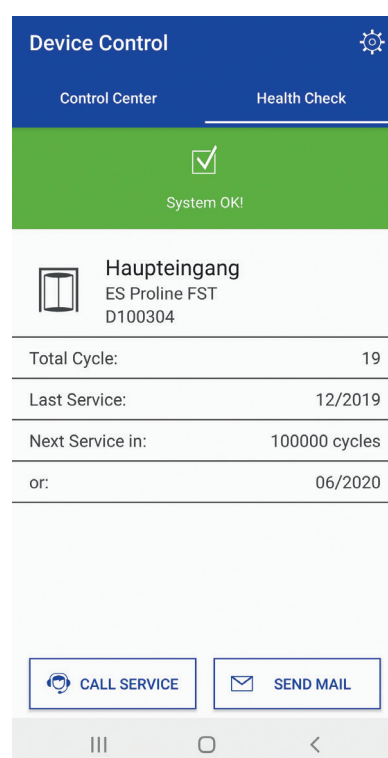 Device Control
Control Center
Health Check
System OK!
Haupteingang
ES Proline FST
D100304
Total Cycle: 19
Last Service: 12/2019
Next Service in: 100000 cycles
or: 06/2020
CALL SERVICE
SEND MAIL